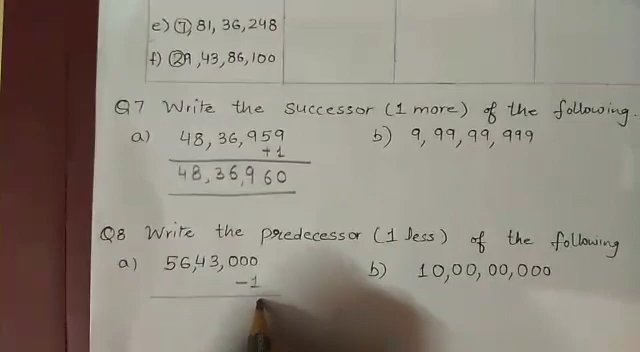 e) 7,81,36,248
f) 29,43,86,100
Q7 Write the successor (1 more) of the following.
a) 48,36,959 b) 9,99,99,999
+1
48,36,960
Q8 Write the predecessor (1 less) of the following
a) 56,43,000 b) 10,00,00,000
-1